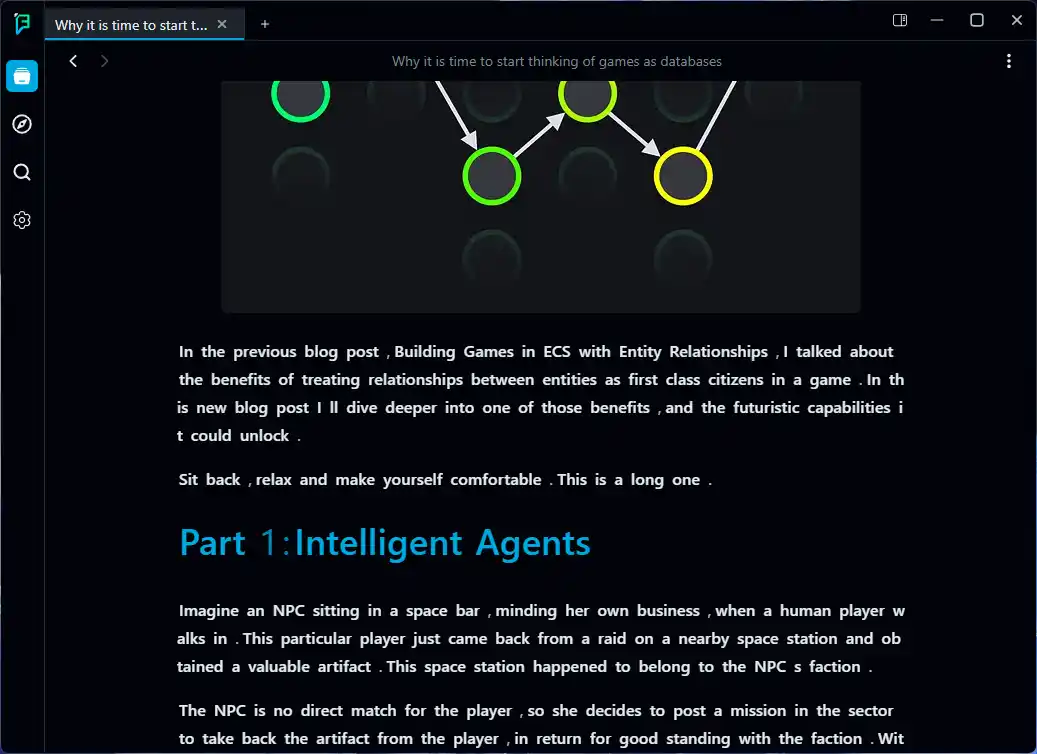 Why it is time to start t...
Why it is time to start thinking of games as databases
In the previous blog post , Building Games in ECS with Entity Relationships , I talked about
the benefits of treating relationships between entities as first class citizens in a game . In th
is new blog post I ll dive deeper into one of those benefits , and the futuristic capabilities i
t could unlock .
Sit back , relax and make yourself comfortable . This is a long one .
Part 1 : Intelligent Agents
Imagine an NPC sitting in a space bar , minding her own business , when a human player w
alks in . This particular player just came back from a raid on a nearby space station and ob
tained a valuable artifact . This space station happened to belong to the NPC s faction .
The NPC is no direct match for the player , so she decides to post a mission in the sector
to take back the artifact from the player , in return for good standing with the faction . Wit